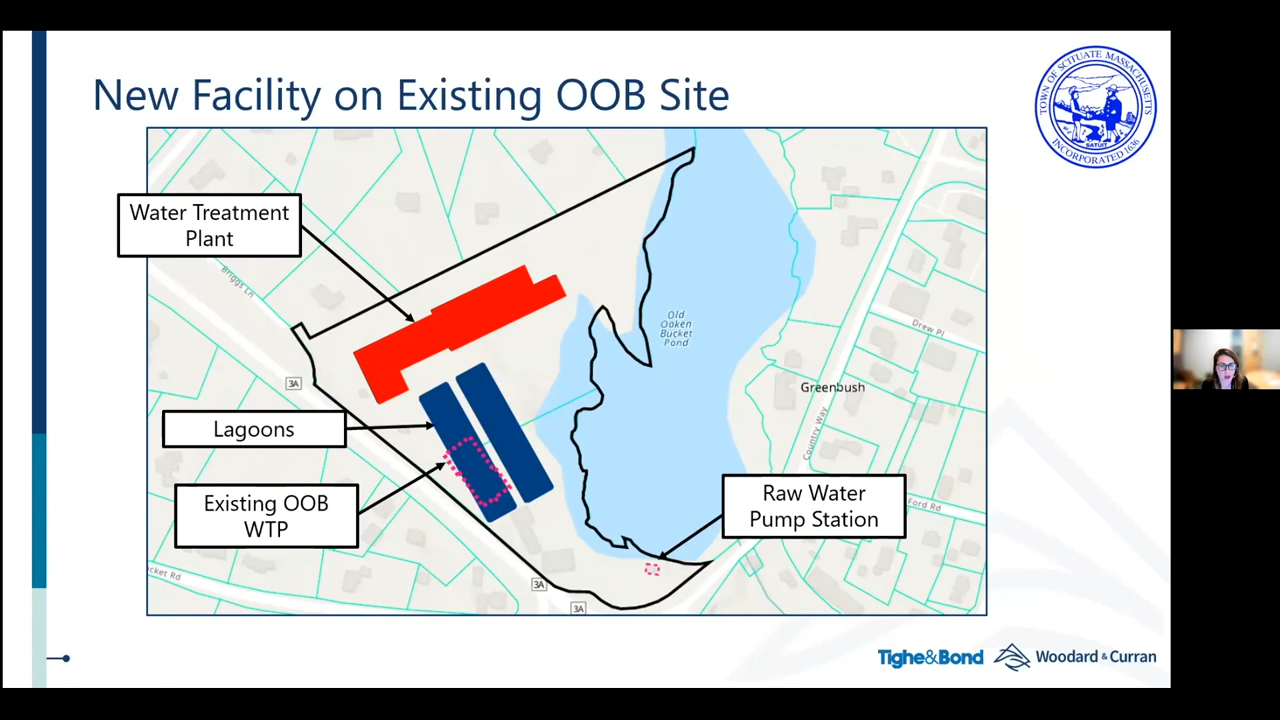 New Facility on Existing OOB Site
TOWN OF SCITUATE MASSACHUSETTS
SATUIT
INCORPORATED 1636
Water Treatment
Plant
Briggs Ln
Old
Oaken
Bucket
Pond
Drew Pl
3A
Greenbush
Country Way
Lagoons
Existing OOB
WTP
Raw Water
Pump Station
Ford Rd
cket Rd
3A
3A
Tighe&Bond
Woodard & Curran